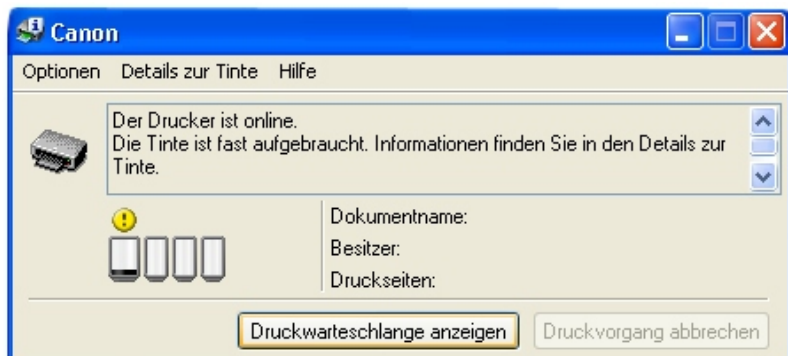 Canon
Optionen Details zur Tinte Hilfe
Der Drucker ist online.
Die Tinte ist fast aufgebraucht. Informationen finden Sie in den Details zur
Tinte.
Dokumentname:
Besitzer:
Druckseiten:
Druckwarteschlange anzeigen Druckvorgang abbrechen